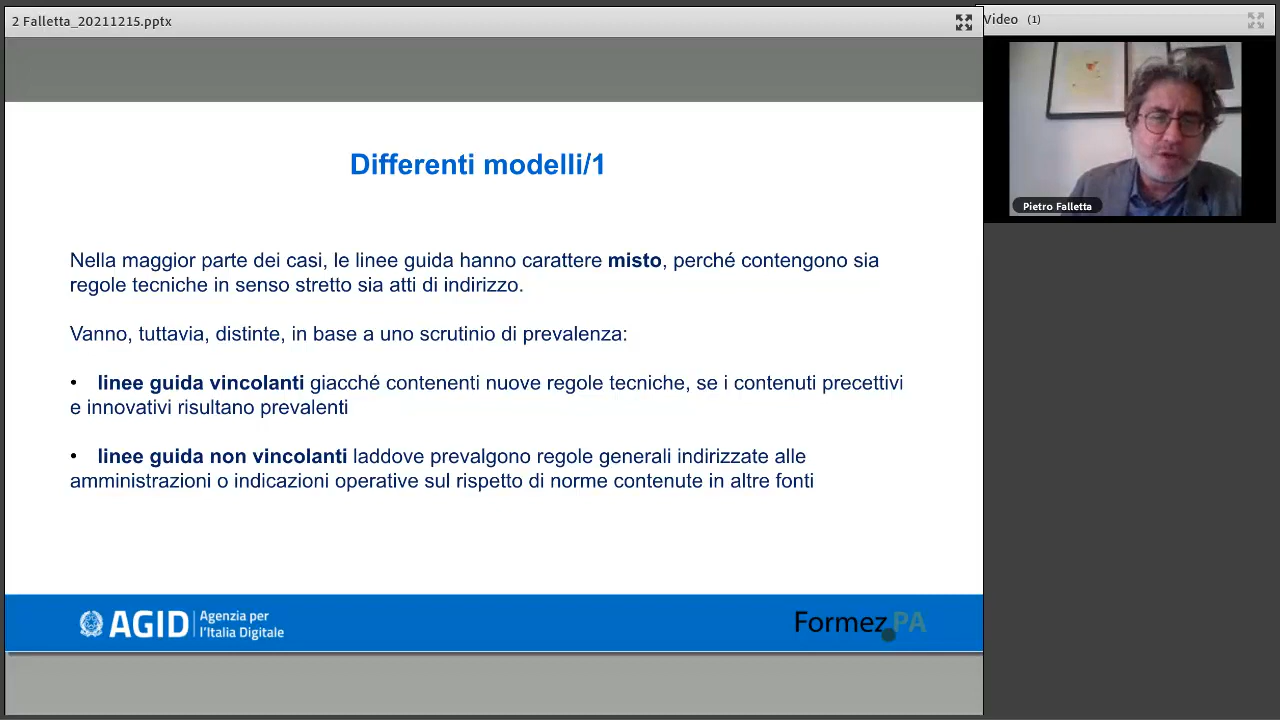 2 Falletta_20211215.pptx
Video (1)
Pietro Falletta
Differenti modelli/1
Nella maggior parte dei casi, le linee guida hanno carattere misto, perché contengono sia
regole tecniche in senso stretto sia atti di indirizzo.
Vanno, tuttavia, distinte, in base a uno scrutinio di prevalenza:
• linee guida vincolanti giacché contenenti nuove regole tecniche, se i contenuti precettivi
e innovativi risultano prevalenti
• linee guida non vincolanti laddove prevalgono regole generali indirizzate alle
amministrazioni o indicazioni operative sul rispetto di norme contenute in altre fonti
AGID Agenzia per
l'Italia Digitale
Formez PA